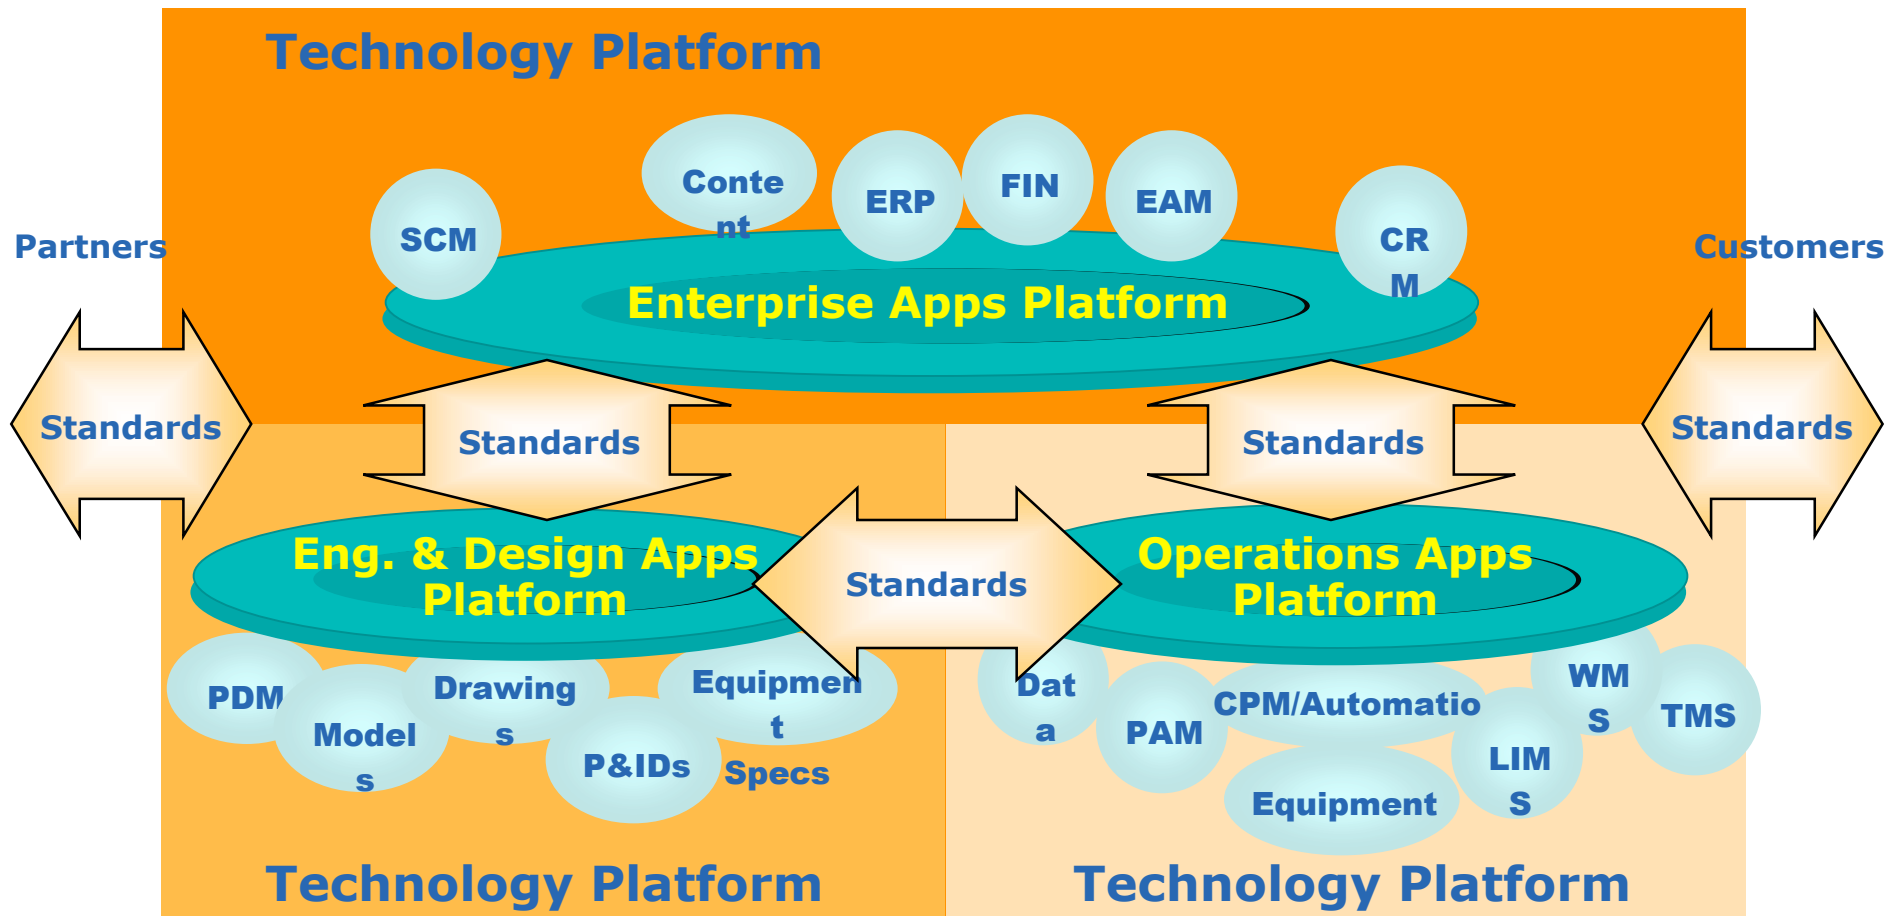 Technology Platform
Conte
nt
ERP
FIN
EAM
SCM
CR
M
Partners
Customers
Enterprise Apps Platform
Standards
Standards
Standards
Standards
Eng. & Design Apps
Platform
Standards
Operations Apps
Platform
PDM
Model
s
Drawing
s
P&IDs
Equipmen
t
Specs
Dat
a
PAM
CPM/Automatio
Equipment
LIM
S
WM
S
TMS
Technology Platform
Technology Platform